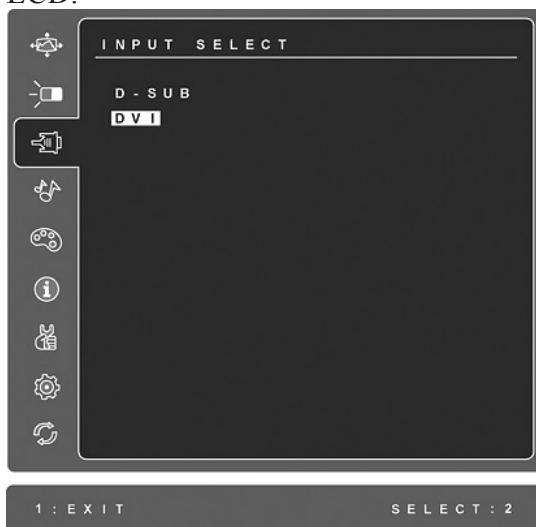 LCD.
INPUT SELECT
D-SUB
DVI
1:EXIT SELECT:2